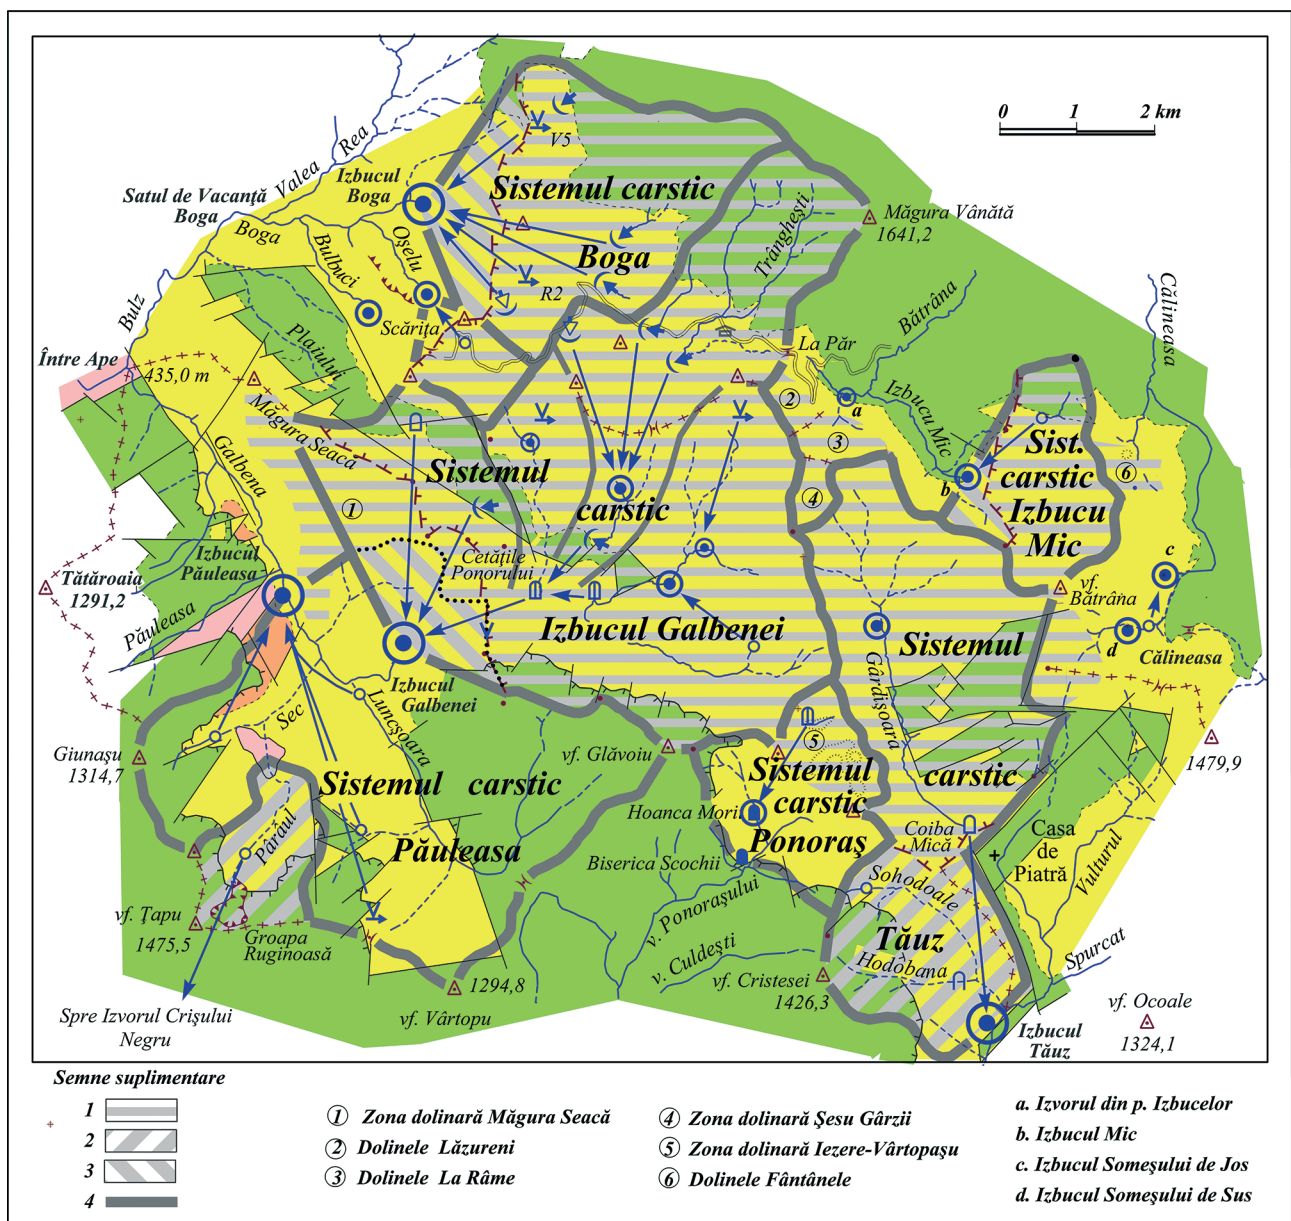 0 1 2 km
Valea Rea
V5
Izbucul
Boga
Satul de Vacanţă
Boga
Boga
Bulbuci
Oşelu
Sistemul carstic
Boga
Măgura Vânătă
1641,2
Trângheşti
R2
Scăriţa
Bulz
Plaiului
Între Ape
435,0 m
La Păr
Bătrâna
Călineasa
Izbucu Mic
a
b
c
d
Măgura Seaca
Galbena
Sistemul
carstic
Izbucul Galbenei
Sist.
carstic
Izbucu
Mic
1
2
3
4
5
6
Cetăţile
Ponorului
Izbucul
Păuleasa
Tătăroaia
1291,2
Păuleasa
Izbucul
Galbenei
vf.
Bătrâna
Călineasa
Sistemul
carstic
Tăuz
Gârdişoara
Luncşoara
Sec
Giunaşu
1314,7
vf. Glăvoiu
1479,9
Sistemul carstic
Păuleasa
Sistemul
carstic
Ponoraş
Hoanca Mori
Biserica Scochii
v. Ponoraşului
v. Culdeşti
Coiba
Mică
Casa
de
Piatră
Vulturul
Sohodoale
Hodobana
Spurcat
Pârâul
vf. Ţapu
1475,5
Groapa
Ruginoasă
vf. Cristesei
1426,3
1294,8
vf. Vârtopu
Spre Izvorul Crişului
Negru
vf. Ocoale
1324,1
Izbucul
Tăuz
Semne suplimentare
1
2
3
4
1 Zona dolinară Măgura Seacă
2 Dolinele Lăzureni
3 Dolinele La Râme
4 Zona dolinară Şesu Gârzii
5 Zona dolinară Iezere-Vârtopaşu
6 Dolinele Fântânele
a. Izvorul din p. Izbucelor
b. Izbucul Mic
c. Izbucul Someşului de Jos
d. Izbucul Someşului de Sus